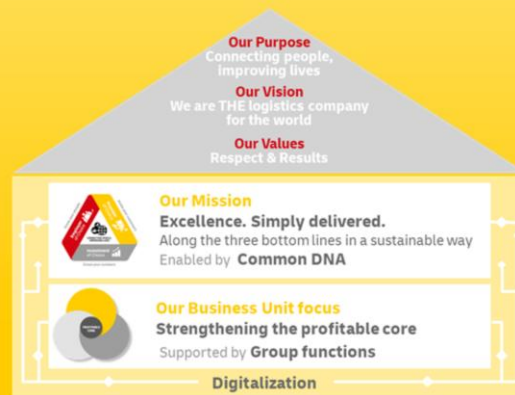 Our Purpose
Connecting people,
improving lives
Our Vision
We are THE logistics company
for the world
Our Values
Respect & Results
Our Mission
Excellence. Simply delivered.
Along the three bottom lines in a sustainable way
Enabled by Common DNA
Our Business Unit focus
Strengthening the profitable core
Supported by Group functions
Digitalization